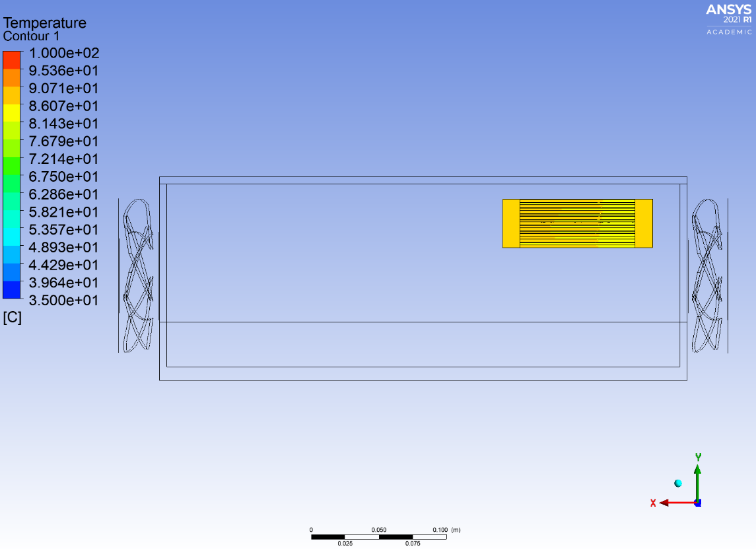 Temperature
Contour 1
1.000e+02
9.536e+01
9.071e+01
8.607e+01
8.143e+01
7.679e+01
7.214e+01
6.750e+01
6.286e+01
5.821e+01
5.357e+01
4.893e+01
4.429e+01
3.964e+01
3.500e+01
[C]
ANSYS
2021 R1
ACADEMIC
Y
X
0 0.050 0.100 (m)
0.025 0.075